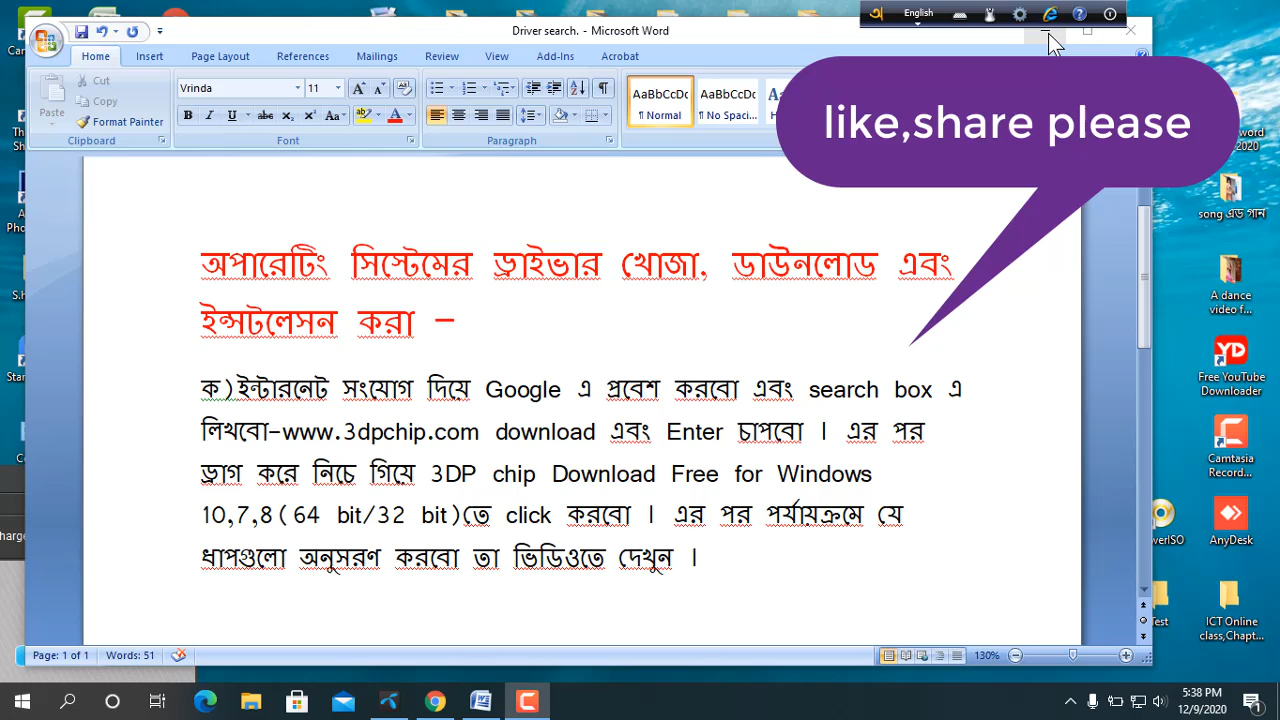 English
Driver search. - Microsoft Word
Home Insert Page Layout References Mailings Review View Add-Ins Acrobat
Paste
Cut
Copy
Format Painter
Clipboard
Vrinda 11
Font
Paragraph
AaBbCcDc
¶ Normal
AaBbCcDc
¶ No Spaci...
like,share please
অপারেটিং সিস্টেমের ড্রাইভার খোজা, ডাউনলোড এবং
ইন্সটলেসন করা –
ক)ইন্টারনেট সংযোগ দিয়ে Google এ প্রবেশ করবো এবং search box এ
লিখবো-www.3dpchip.com download এবং Enter চাপবো । এর পর
ড্রাগ করে নিচে গিয়ে 3DP chip Download Free for Windows
10,7,8(64 bit/32 bit)তে click করবো । এর পর পর্যায়ক্রমে যে
ধাপগুলো অনুসরণ করবো তা ভিডিওতে দেখুন ।
song এড গান
A dance
video f...
Free YouTube
Downloader
Camtasia
Record...
AnyDesk
ICT Online
class,Chapt...
Page: 1 of 1 Words: 51 130%
5:38 PM
12/9/2020